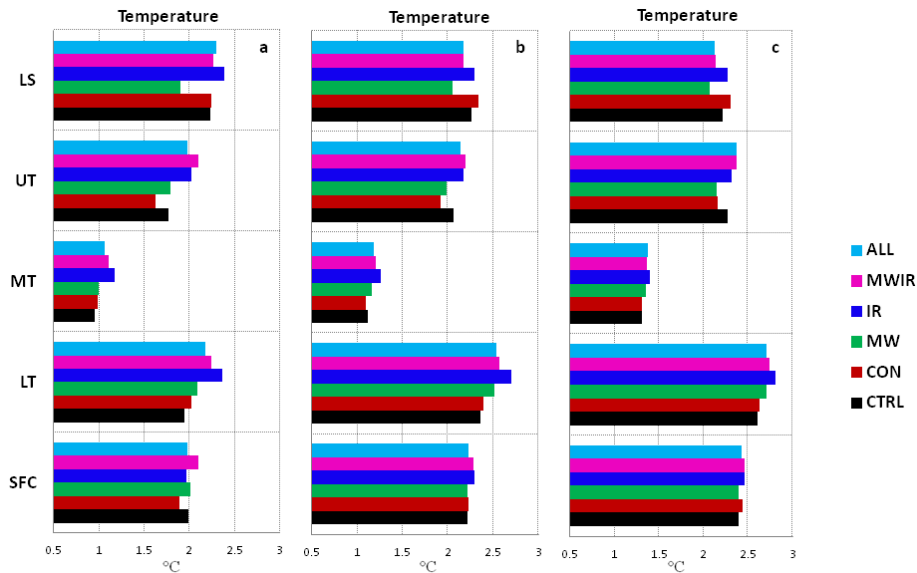 Temperature Temperature Temperature
a b c
LS
UT
MT
LT
SFC
0.5 1 1.5 2 2.5 3 0.5 1 1.5 2 2.5 3 0.5 1 1.5 2 2.5 3
°C °C °C
ALL
MWIR
IR
MW
CON
CTRL